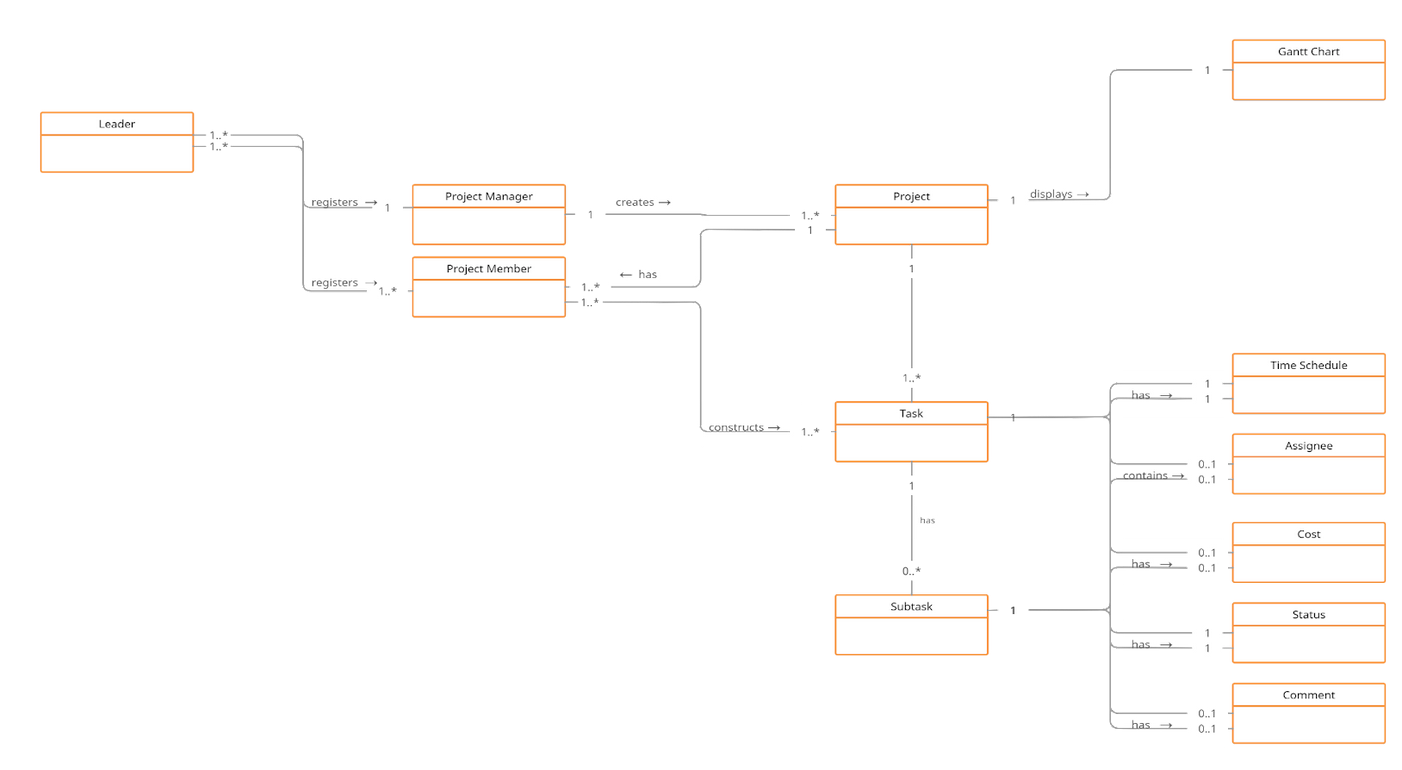 Gantt Chart
1
Leader
1..*
1..*
registers →
1
Project Manager
1
creates →
1..*
1
Project
1
displays →
registers →
1..*
Project Member
1..*
1..*
← has
1
1..*
constructs →
1..*
Task
1
Time Schedule
1
has →
1
Assignee
0..1
contains →
0..1
1
has
0..*
Cost
0..1
has →
0..1
Subtask
1
Status
1
has →
1
Comment
0..1
has →
0..1